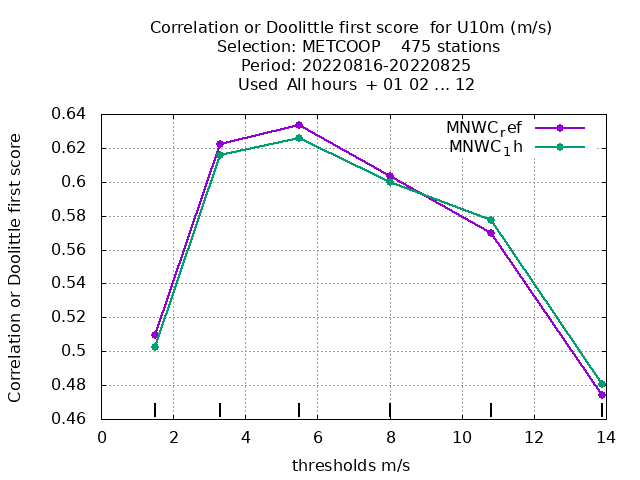 Correlation or Doolittle first score  for U10m (m/s)
Selection: METCOOP    475 stations
Period: 20220816-20220825
Used  All hours  + 01 02 ... 12
Correlation or Doolittle first score
0.64
0.62
0.6
0.58
0.56
0.54
0.52
0.5
0.48
0.46
MNWC_ref
MNWC_1h
0 2 4 6 8 10 12 14
thresholds m/s